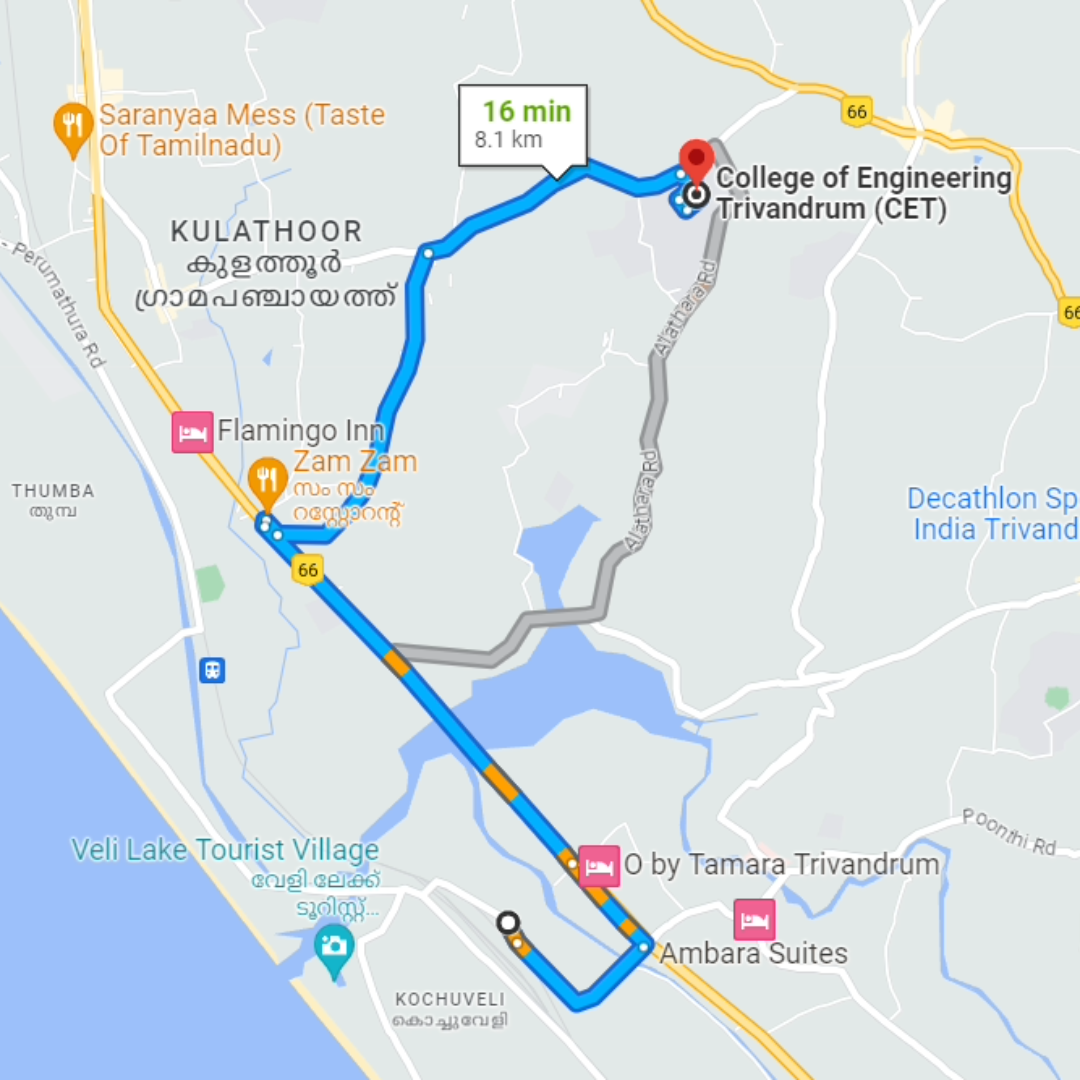 66
Saranyaa Mess (Taste
Of Tamilnadu)
16 min
8.1 km
College of Engineering
Trivandrum (CET)
KULATHOOR
കുളത്തൂർ
ഗ്രാമപഞ്ചായത്ത്
Perumathura Rd
Alathara Rd
66
Flamingo Inn
Zam Zam
സം സം
റസ്റ്റോറന്റ്
THUMBA
തുമ്പ
Alathara Rd
Decathlon Sp
India Trivand
66
Poonthi Rd
Veli Lake Tourist Village
വേളി ലേക്ക്
ടൂറിസ്റ്റ്...
O by Tamara Trivandrum
Ambara Suites
KOCHUVELI
കൊച്ചുവേളി